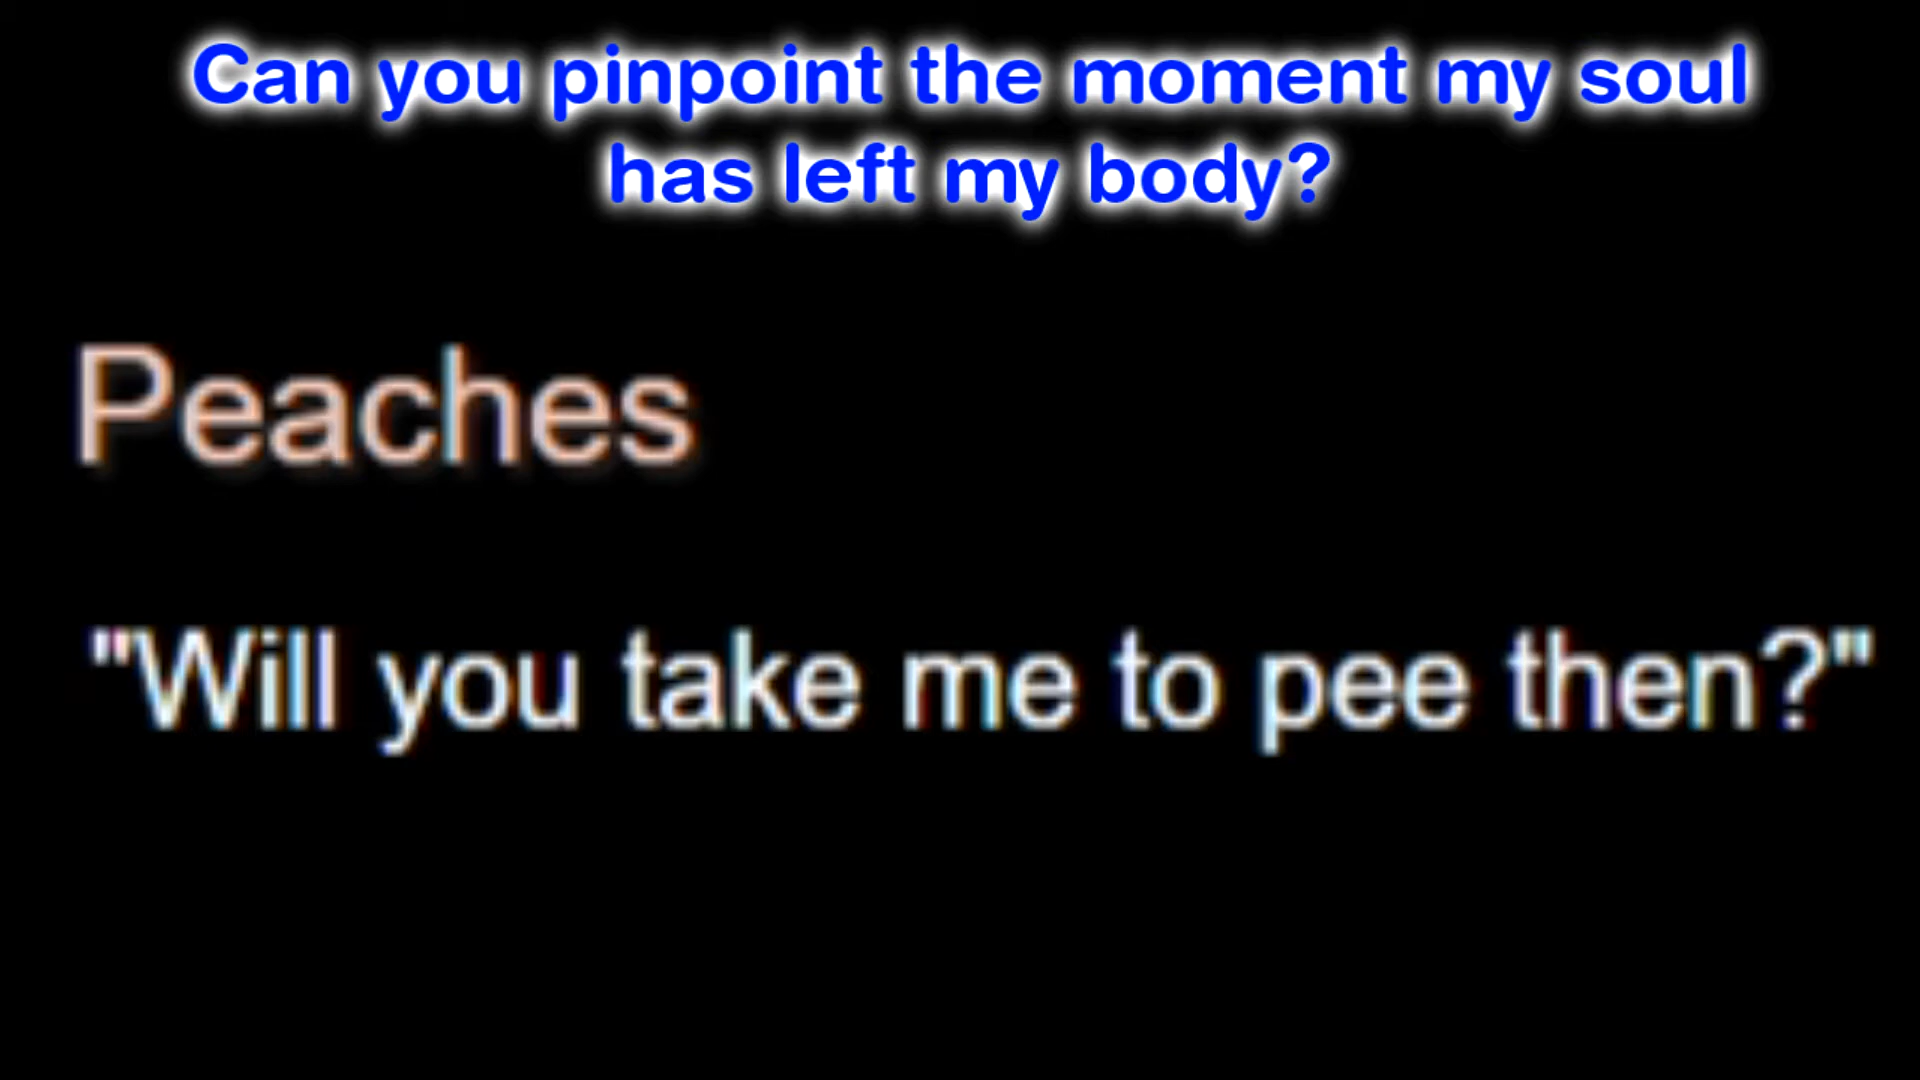 Can you pinpoint the moment my soul
has left my body?
Peaches
"Will you take me to pee then?"